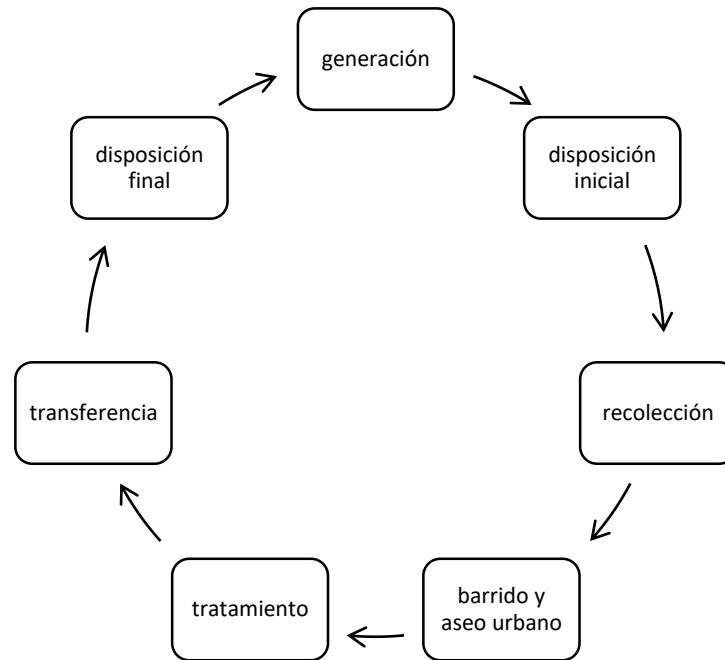 generación
disposición
inicial
recolección
barrido y
aseo urbano
tratamiento
transferencia
disposición
final